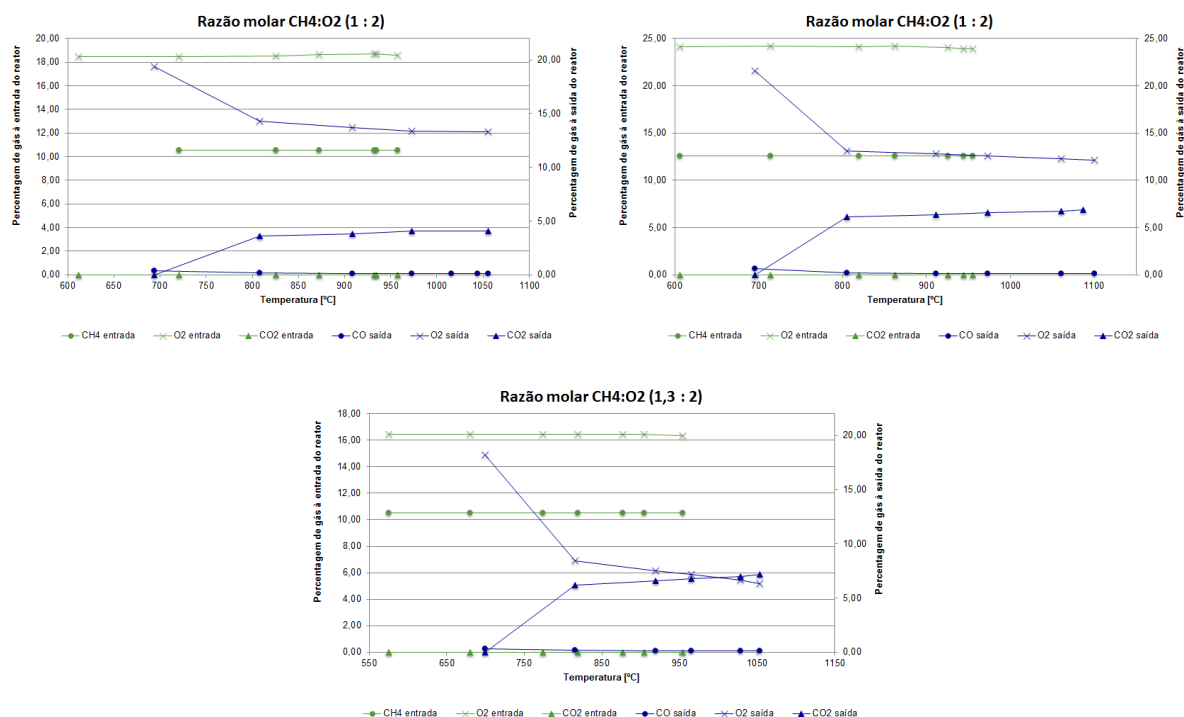 Razão molar CH4:O2 (1 : 2)
Percentagem de gás à entrada do reator
20,00
18,00
16,00
14,00
12,00
10,00
8,00
6,00
4,00
2,00
0,00
20,00
15,00
10,00
5,00
0,00
Percentagem de gás à saída do reator
600 650 700 750 800 850 900 950 1000 1050 1100
Temperatura [ºC]
CH4 entrada O2 entrada CO2 entrada CO saída O2 saída CO2 saída
Razão molar CH4:O2 (1 : 2)
Percentagem de gás à entrada do reator
25,00
20,00
15,00
10,00
5,00
0,00
25,00
20,00
15,00
10,00
5,00
0,00
Percentagem de gás à saída do reator
600 700 800 900 1000 1100
Temperatura [ºC]
CH4 entrada O2 entrada CO2 entrada CO saída O2 saída CO2 saída
Razão molar CH4:O2 (1,3 : 2)
Percentagem de gás à entrada do reator
18,00
16,00
14,00
12,00
10,00
8,00
6,00
4,00
2,00
0,00
20,00
15,00
10,00
5,00
0,00
Percentagem de gás à saída do reator
550 650 750 850 950 1050 1150
Temperatura [ºC]
CH4 entrada O2 entrada CO2 entrada CO saída O2 saída CO2 saída